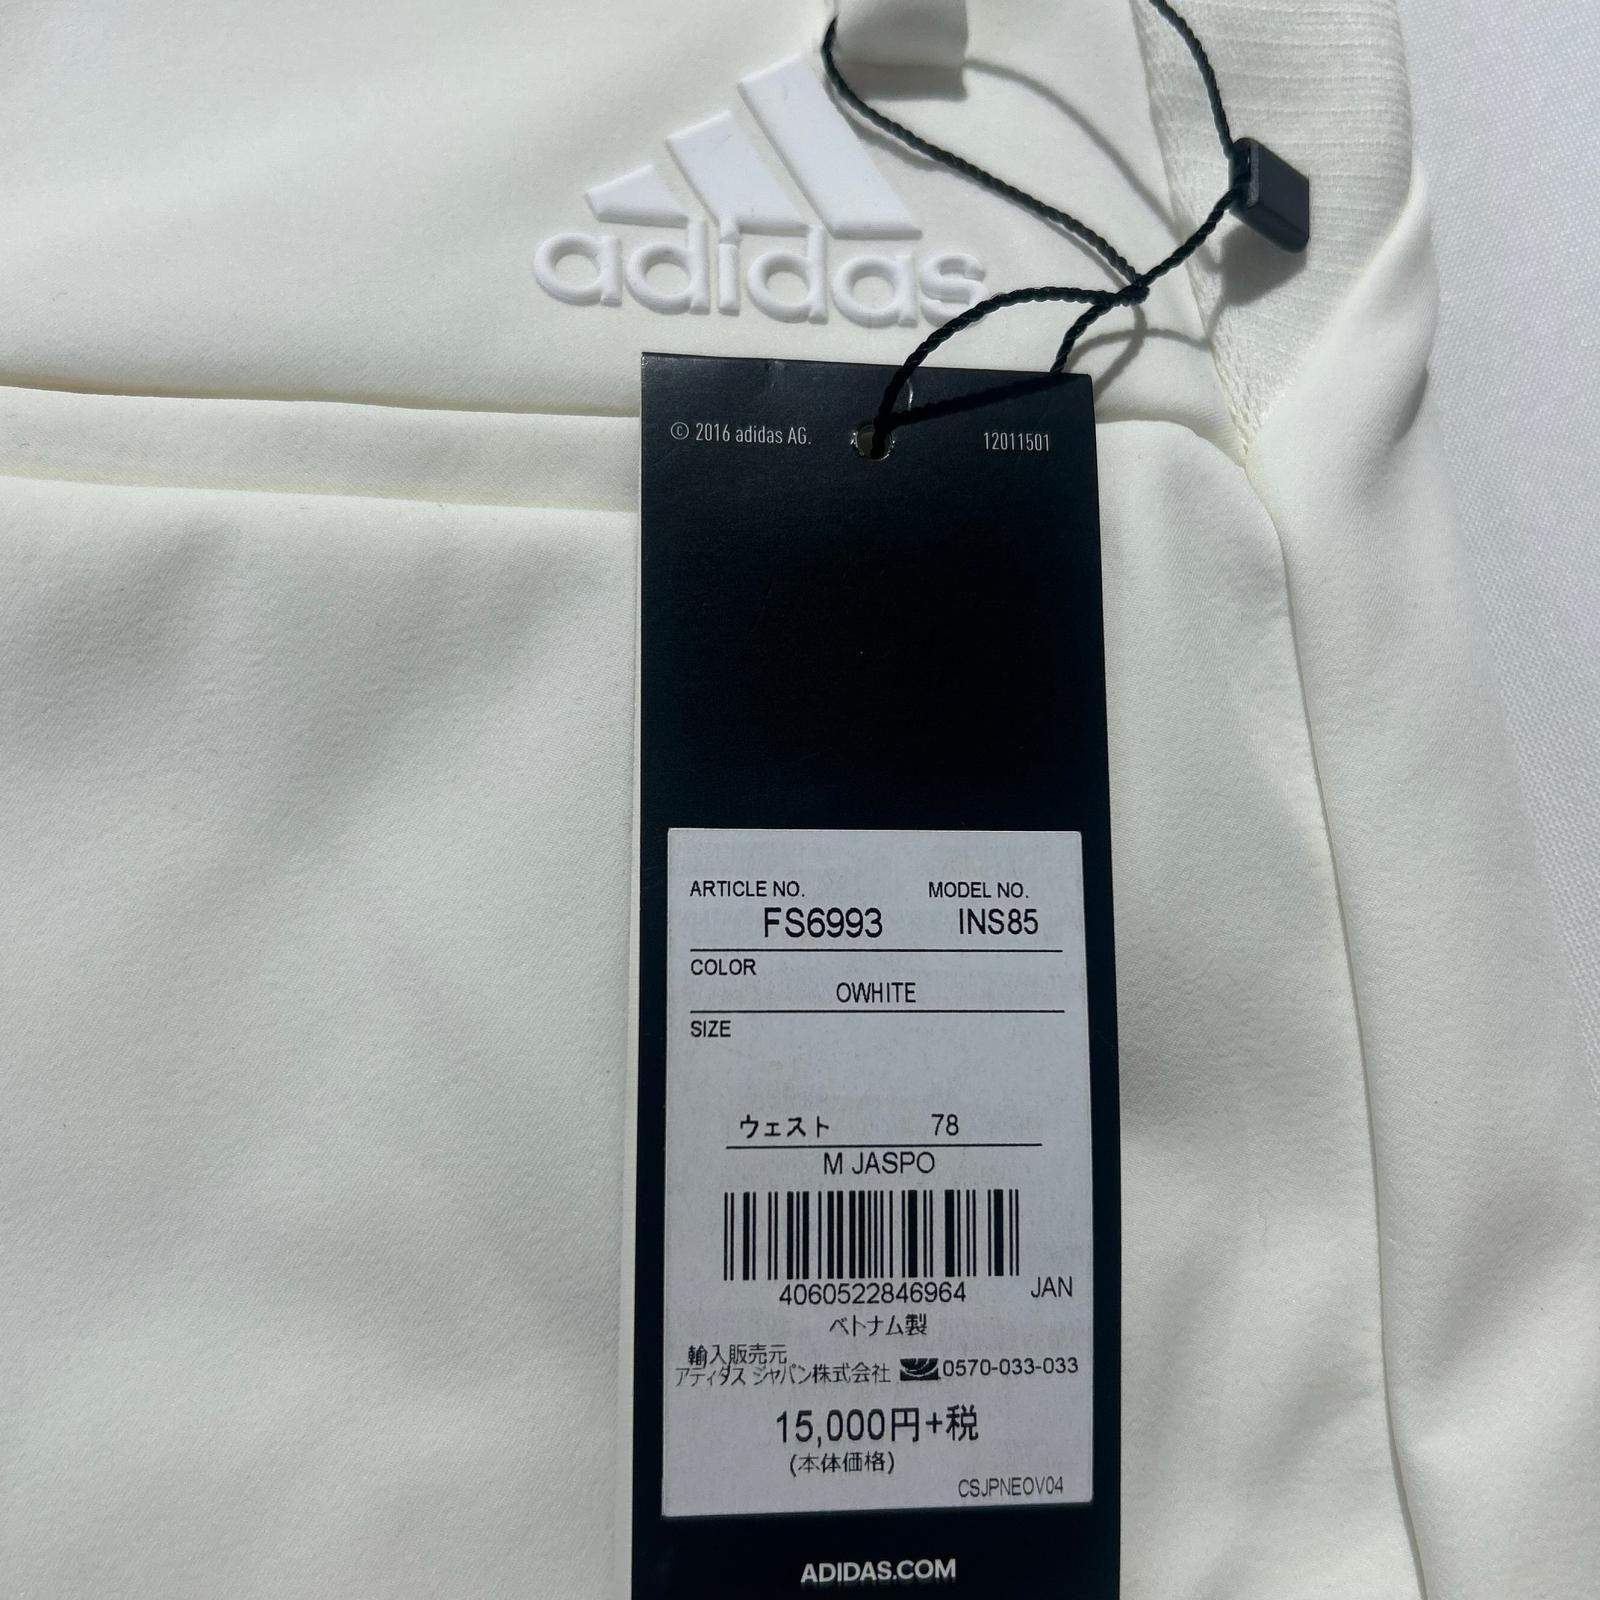 adidas
© 2016 adidas AG.
12011501
ARTICLE NO.
MODEL NO.
FS6993
INS85
COLOR
OWHITE
SIZE
ウェスト 78
M JASPO
4060522846964
JAN
ベトナム製
輸入販売元
アディダス ジャパン株式会社 0570-033-033
15,000円+税
(本体価格)
CSJPNEOV04
ADIDAS.COM